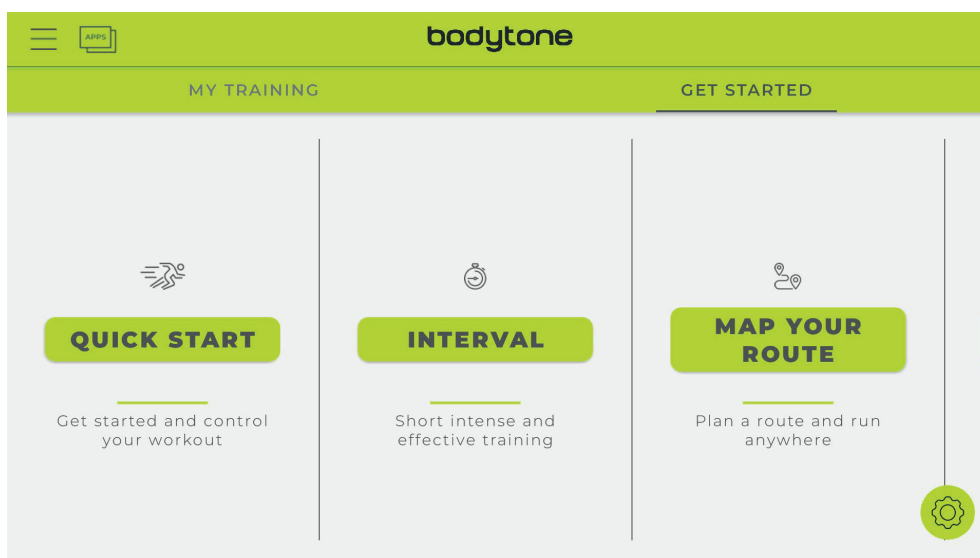 APPS
bodytone
MY TRAINING
GET STARTED
QUICK START
Get started and control
your workout
INTERVAL
Short intense and
effective training
MAP YOUR
ROUTE
Plan a route and run
anywhere